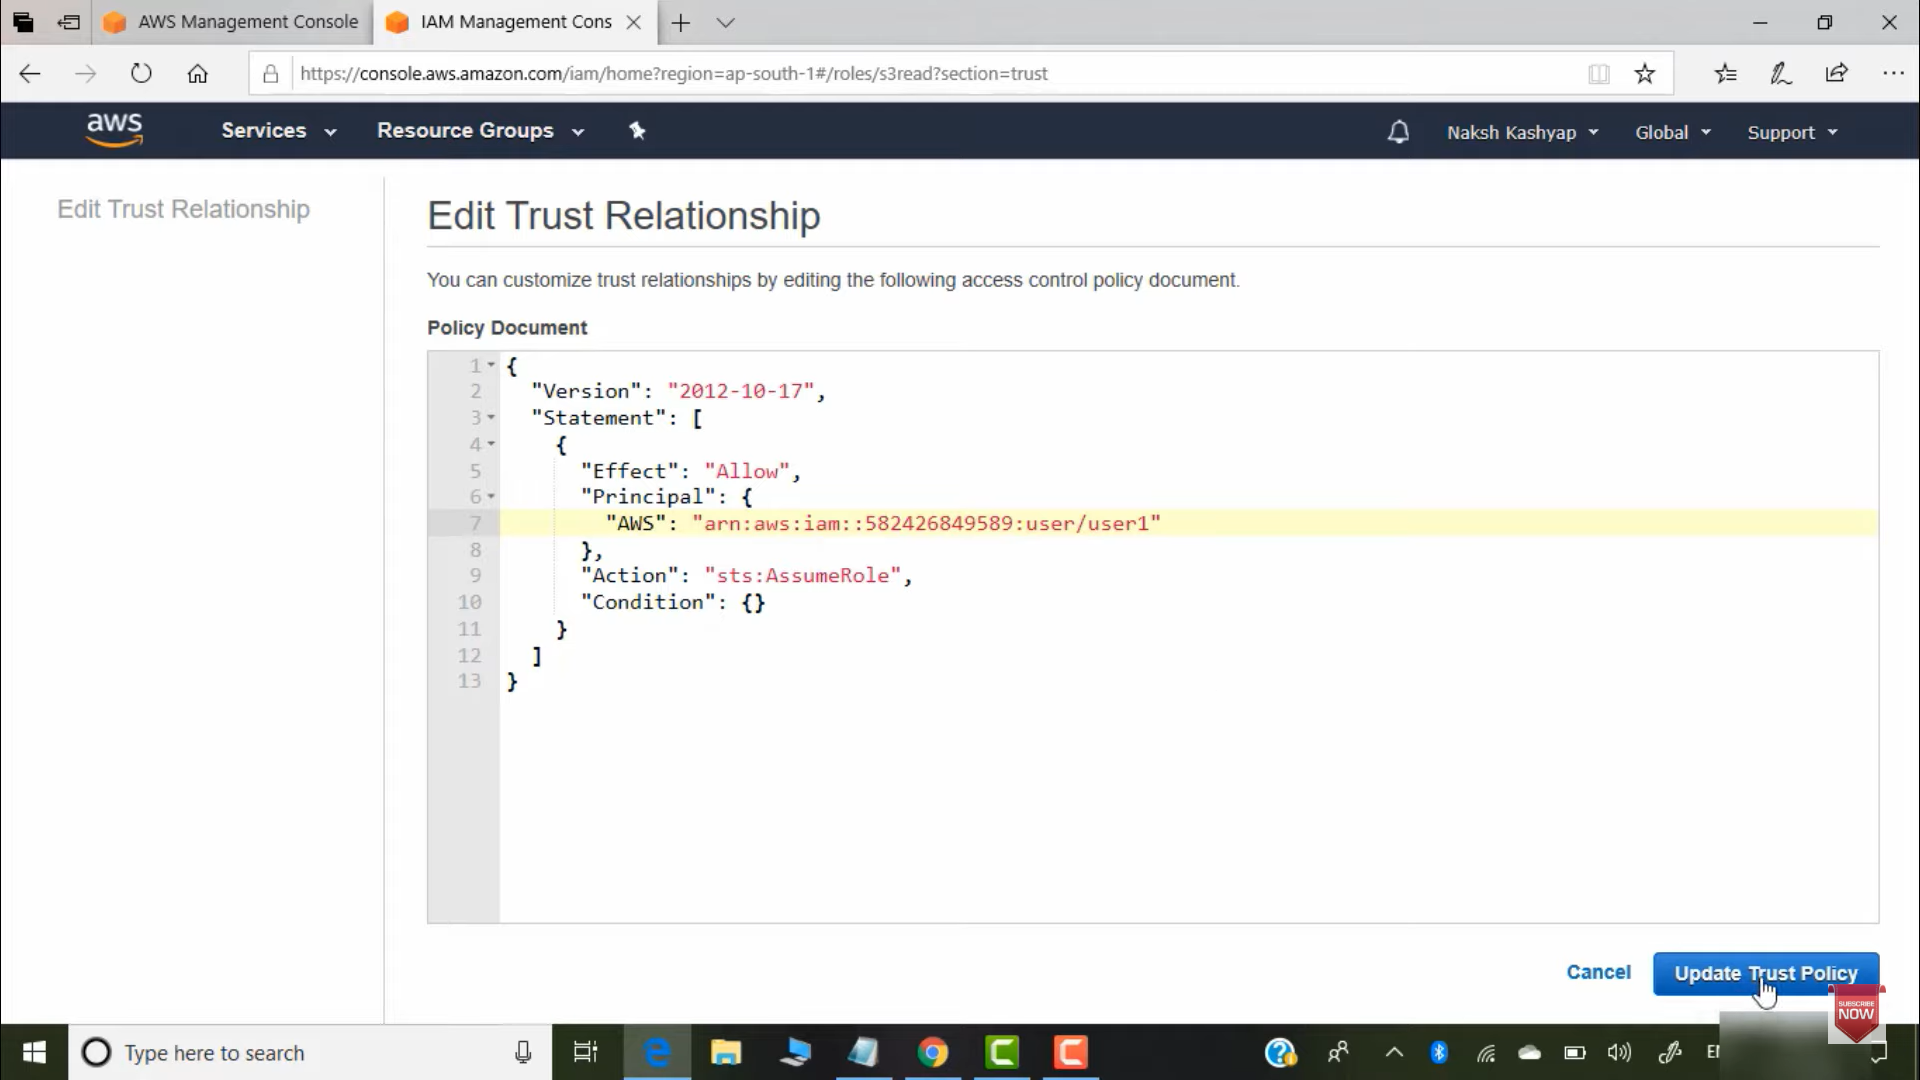 AWS Management Console
IAM Management Cons
https://console.aws.amazon.com/iam/home?region=ap-south-1#/roles/s3read?section=trust
aws
Services
Resource Groups
Naksh Kashyap
Global
Support
Edit Trust Relationship
Edit Trust Relationship
You can customize trust relationships by editing the following access control policy document.
Policy Document
1 {
2 "Version": "2012-10-17",
3 "Statement": [
4 {
5 "Effect": "Allow",
6 "Principal": {
7 "AWS": "arn:aws:iam::582426849589:user/user1"
8 },
9 "Action": "sts:AssumeRole",
10 "Condition": {}
11 }
12 ]
13 }
Cancel
Update Trust Policy
SUBSCRIBE
NOW
Type here to search